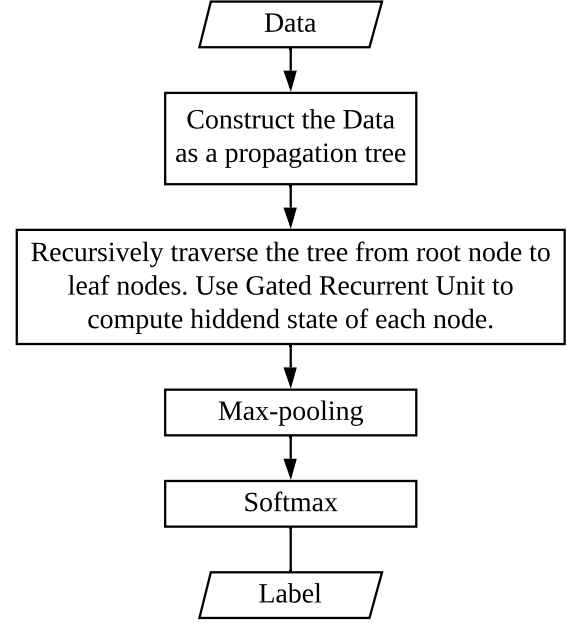 Data
Construct the Data
as a propagation tree
Recursively traverse the tree from root node to
leaf nodes. Use Gated Recurrent Unit to
compute hiddend state of each node.
Max-pooling
Softmax
Label